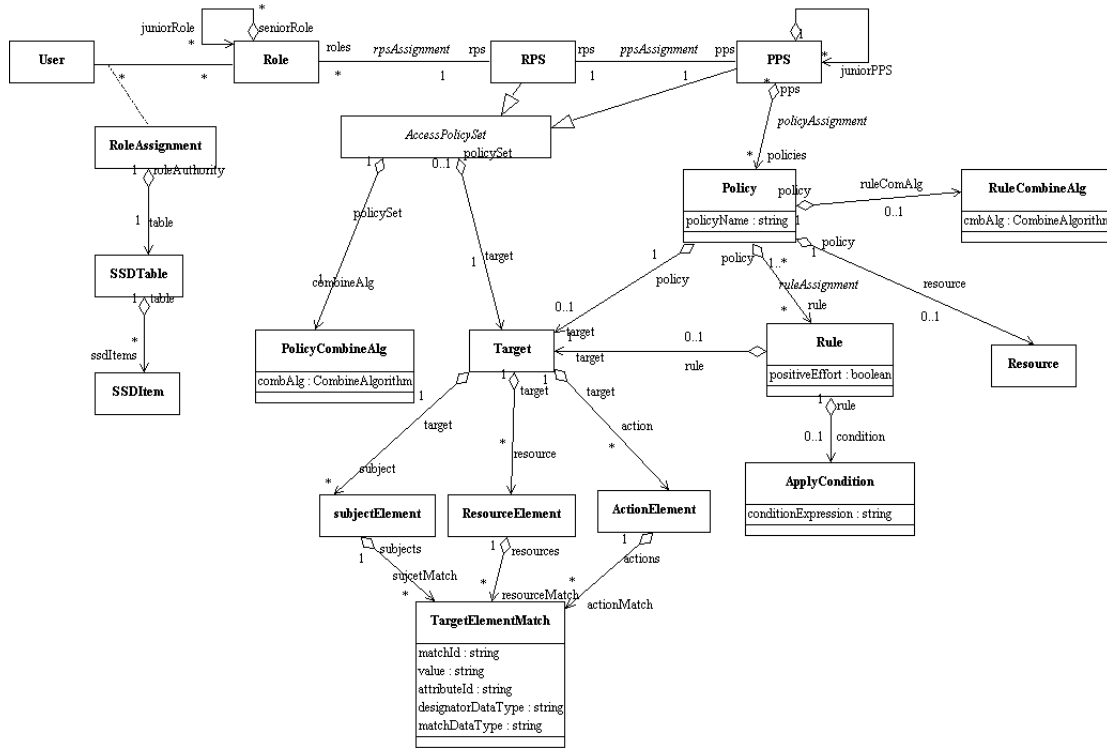 juniorRole
seniorRole
*
*
User
*
*
Role
roles
*
rpsAssignment
rps
1
RPS
rps
1
ppsAssignment
pps
1
PPS
1
*
juniorPPS
*
pps
policyAssignment
*
policies
RoleAssignment
1
roleAuthority
1
table
SSDTable
1
table
*
ssdItems
SSDItem
AccessPolicySet
1
0..1
policySet
policySet
1
combineAlg
1
target
PolicyCombineAlg
combAlg : CombineAlgorithm
Policy
policyName : string
policy
1
ruleComAlg
0..1
RuleCombineAlg
cmbAlg : CombineAlgorithm
1
policy
resource
0..1
Resource
1
policy
0..1
target
policy
1..*
ruleAssignment
rule
*
Target
1
target
0..1
rule
Rule
positiveEffort : boolean
1
rule
0..1
condition
ApplyCondition
conditionExpression : string
1
target
subject
*
1
target
*
resource
1
target
action
*
subjectElement
ResourceElement
ActionElement
subjects
1
sujcetMatch
*
1
resources
*
resourceMatch
1
actions
*
actionMatch
TargetElementMatch
matchId : string
value : string
attributeId : string
designatorDataType : string
matchDataType : string